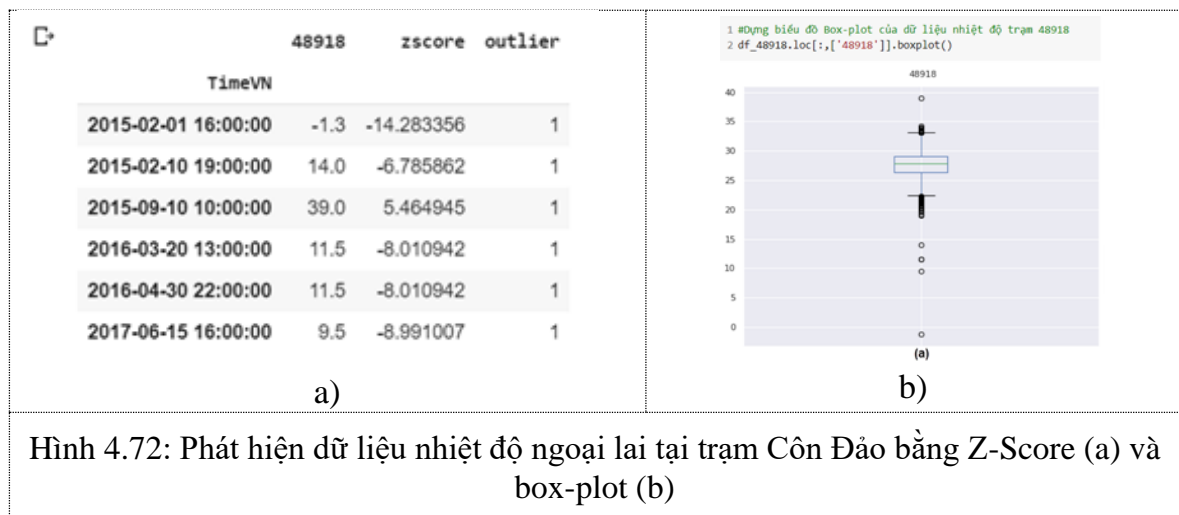 48918 zscore outlier
TimeVN
2015-02-01 16:00:00 -1.3 -14.283356 1
2015-02-10 19:00:00 14.0 -6.785862 1
2015-09-10 10:00:00 39.0 5.464945 1
2016-03-20 13:00:00 11.5 -8.010942 1
2016-04-30 22:00:00 11.5 -8.010942 1
2017-06-15 16:00:00 9.5 -8.991007 1
a)
1 #Dựng biểu đồ Box-plot của dữ liệu nhiệt độ trạm 48918
2 df_48918.loc[:,['48918']].boxplot()
48918
40
35
30
25
20
15
10
5
0
(a)
b)
Hình 4.72: Phát hiện dữ liệu nhiệt độ ngoại lai tại trạm Côn Đảo bằng Z-Score (a) và
box-plot (b)